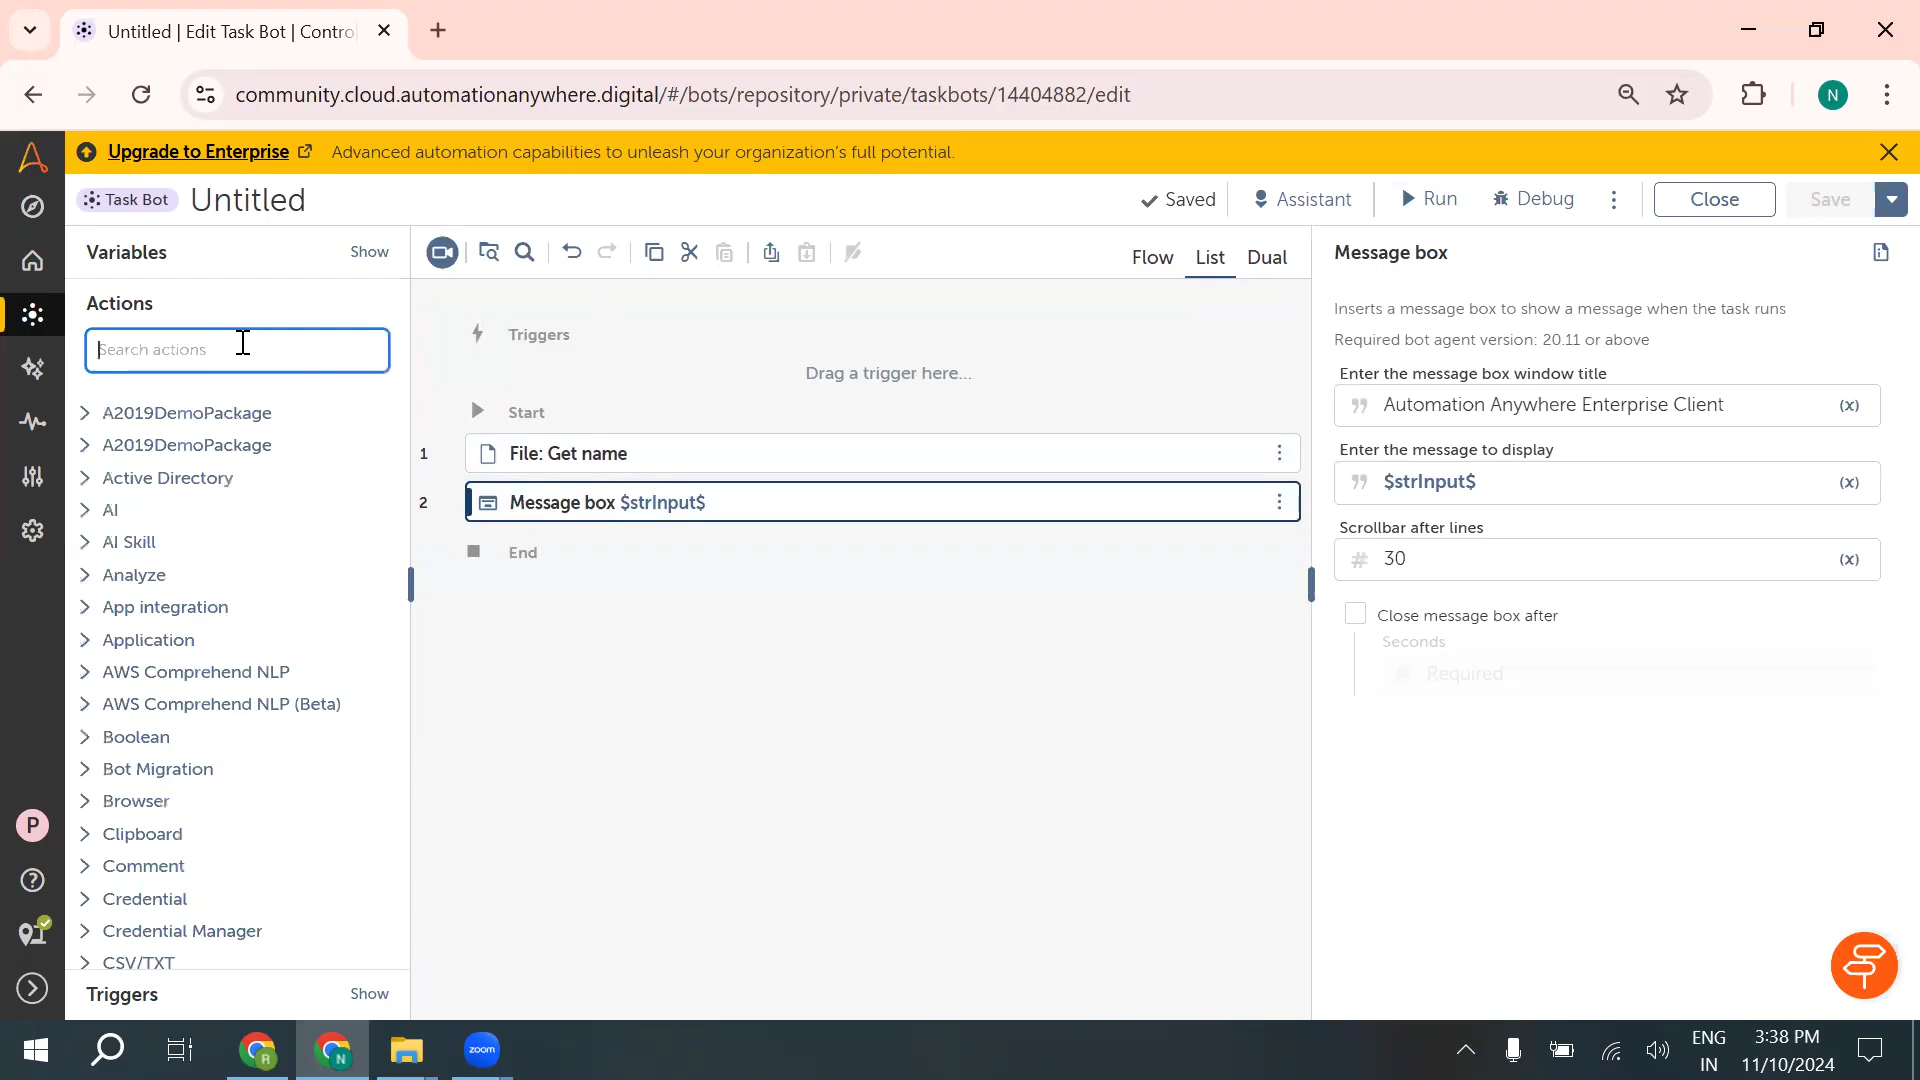 Untitled | Edit Task Bot | Contro
community.cloud.automationanywhere.digital/#/bots/repository/private/taskbots/14404882/edit
N
Upgrade to Enterprise
Advanced automation capabilities to unleash your organization's full potential.
Task Bot
Untitled
Saved
Assistant
Run
Debug
Close
Save
Variables
Show
Flow
List
Dual
Message box
Actions
Search actions
A2019DemoPackage
A2019DemoPackage
Active Directory
AI
AI Skill
Analyze
App integration
Application
AWS Comprehend NLP
AWS Comprehend NLP (Beta)
Boolean
Bot Migration
Browser
Clipboard
Comment
Credential
Credential Manager
CSV/TXT
Triggers
Show
P
Triggers
Drag a trigger here...
Start
1
File: Get name
2
Message box $strInput$
End
Inserts a message box to show a message when the task runs
Required bot agent version: 20.11 or above
Enter the message box window title
Automation Anywhere Enterprise Client
(x)
Enter the message to display
$strInput$
(x)
Scrollbar after lines
# 30
(x)
Close message box after
Seconds
# Required
R
N
zoom
ENG
IN
3:38 PM
11/10/2024